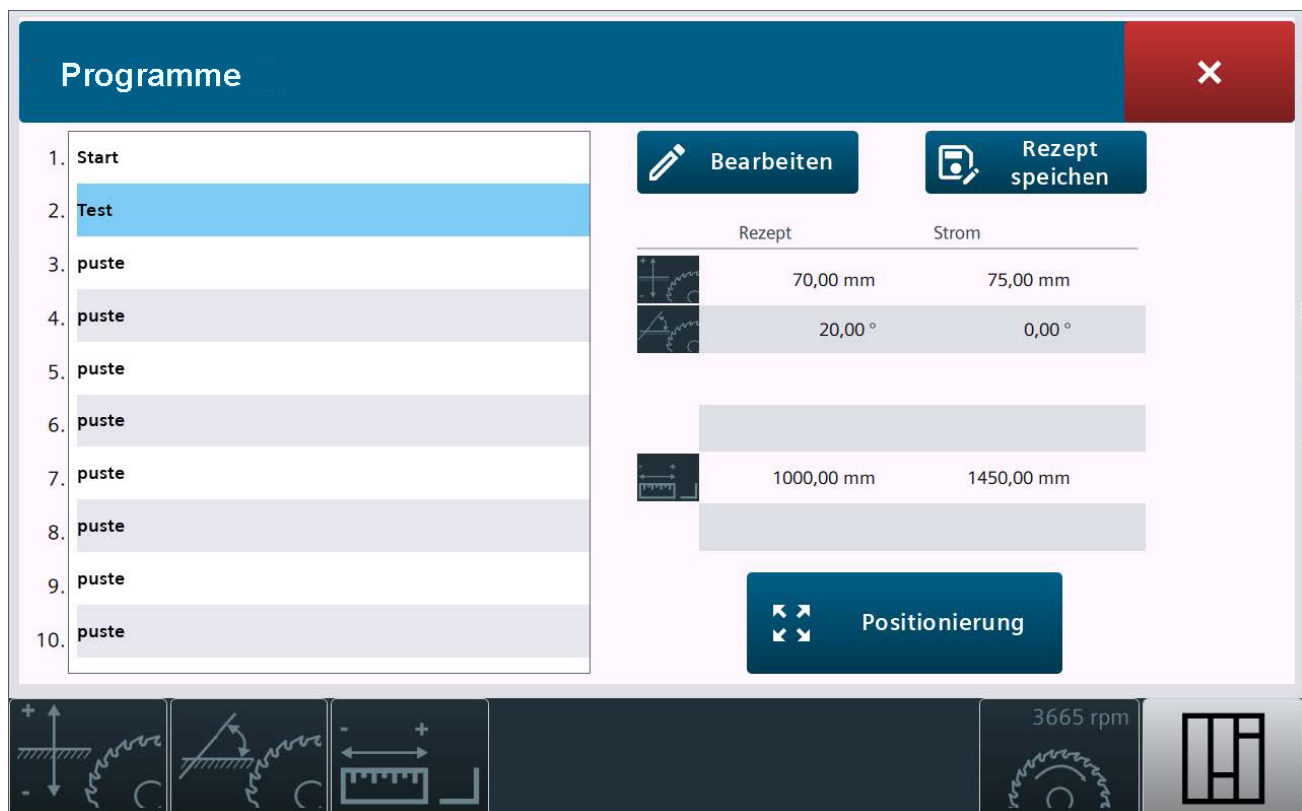 Programme
×
1. Start
2. Test
3. puste
4. puste
5. puste
6. puste
7. puste
8. puste
9. puste
10. puste
Bearbeiten
Rezept
speichen
Rezept Strom
70,00 mm 75,00 mm
20,00 ° 0,00 °
1000,00 mm 1450,00 mm
Positionierung
3665 rpm